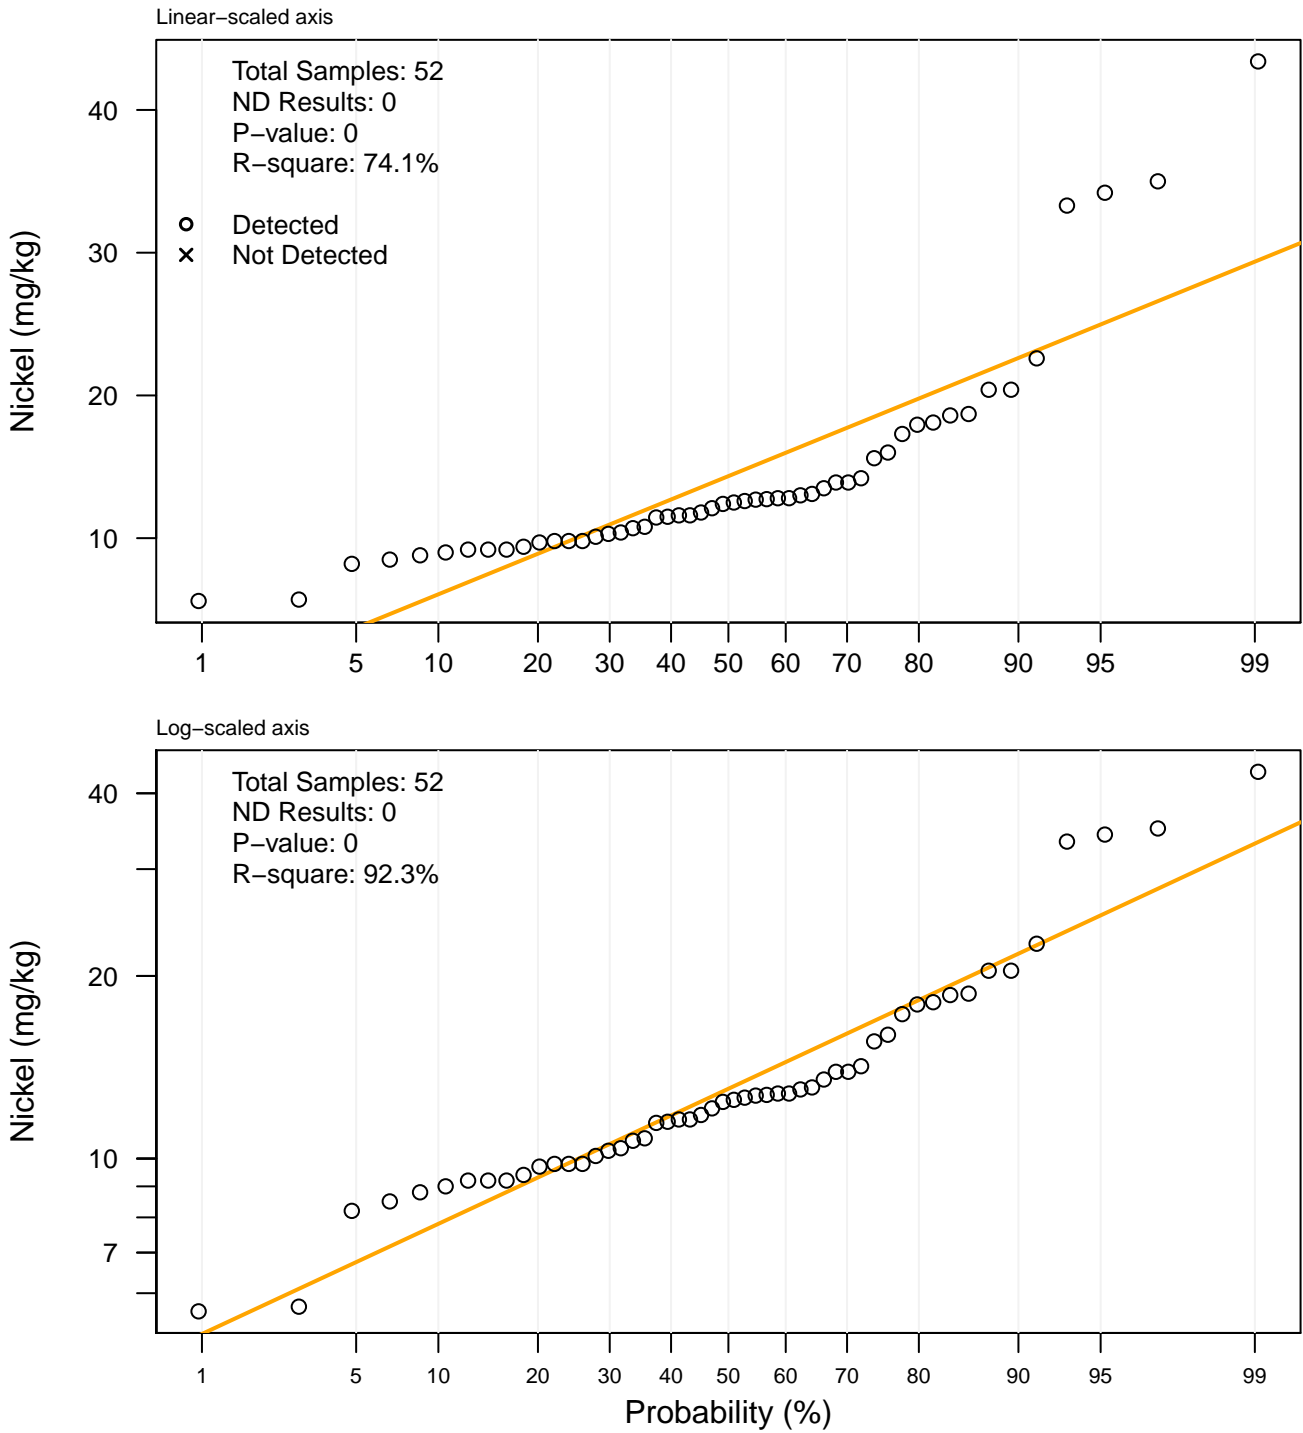 Linear−scaled axis
Total Samples: 52
ND Results: 0
P−value: 0
R−square: 74.1%
Detected
Not Detected
Nickel (mg/kg)
40
30
20
10
1 5 10 20 30 40 50 60 70 80 90 95 99
Log−scaled axis
Total Samples: 52
ND Results: 0
P−value: 0
R−square: 92.3%
Nickel (mg/kg)
40
20
10
7
1 5 10 20 30 40 50 60 70 80 90 95 99
Probability (%)